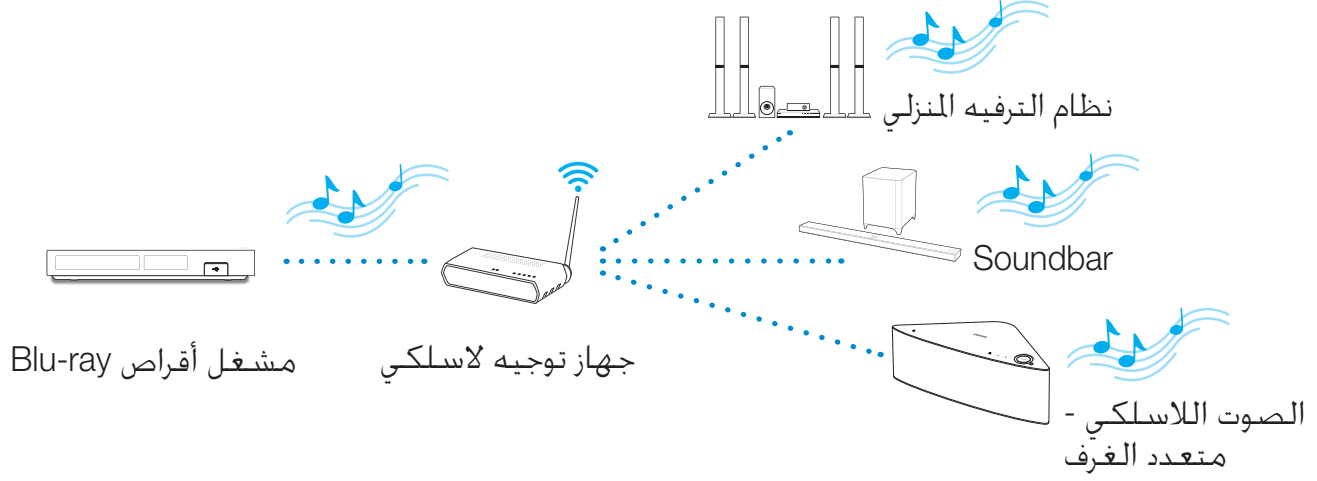 نظام الترفيه المنزلي
Soundbar
مشغل أقراص Blu-ray
جهاز توجيه لاسلكي
الصوت اللاسلكي -
متعدد الغرف